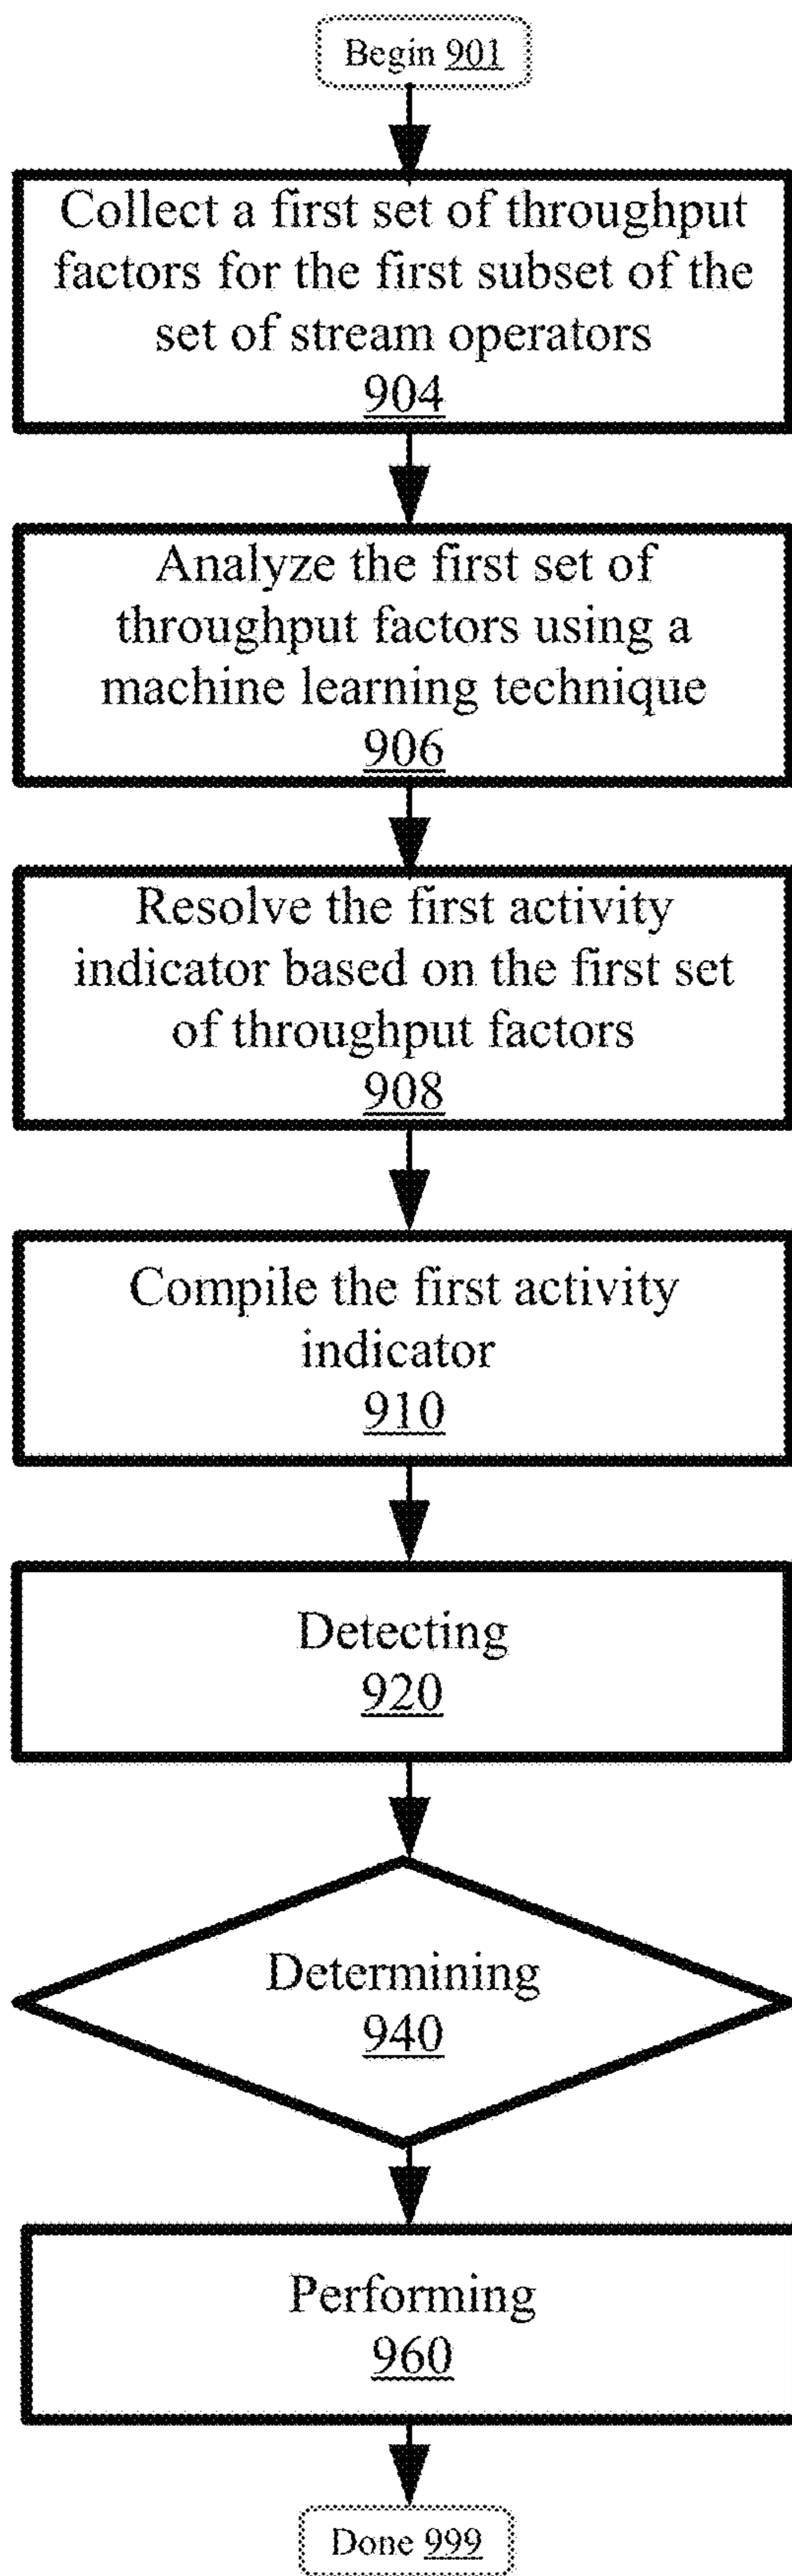 Begin 901
Collect a first set of throughput
factors for the first subset of the
set of stream operators
904
Analyze the first set of
throughput factors using a
machine learning technique
906
Resolve the first activity
indicator based on the first set
of throughput factors
908
Compile the first activity
indicator
910
Detecting
920
Determining
940
Performing
960
Done 999